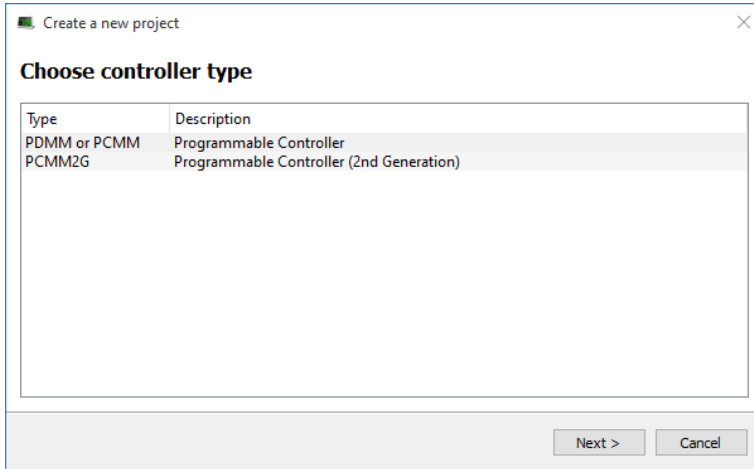 Create a new project
Choose controller type
Type Description
PDMM or PCMM Programmable Controller
PCMM2G Programmable Controller (2nd Generation)
Next > Cancel